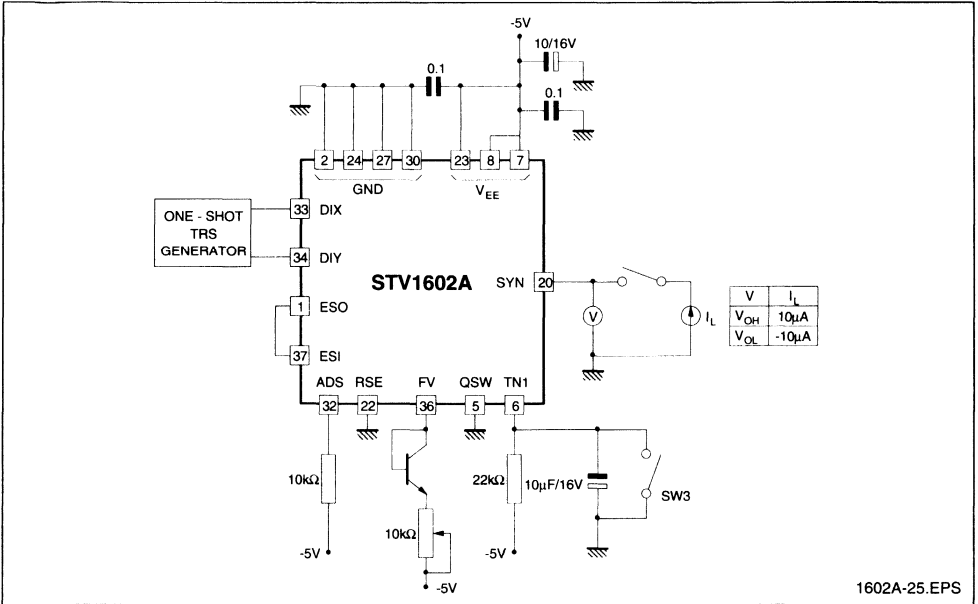 -5V
10/16V
0.1
0.1
2 24 27 30 23 8 7
GND
VEE
ONE - SHOT
TRS
GENERATOR
33 DIX
34 DIY
STV1602A
SYN 20
1 ESO
37 ESI
V
IL
V IL
VOH 10µA
VOL -10µA
ADS RSE FV QSW TN1
32 22 36 5 6
10kΩ
-5V
10kΩ
-5V
22kΩ
-5V
10µF/16V
SW3
1602A-25.EPS